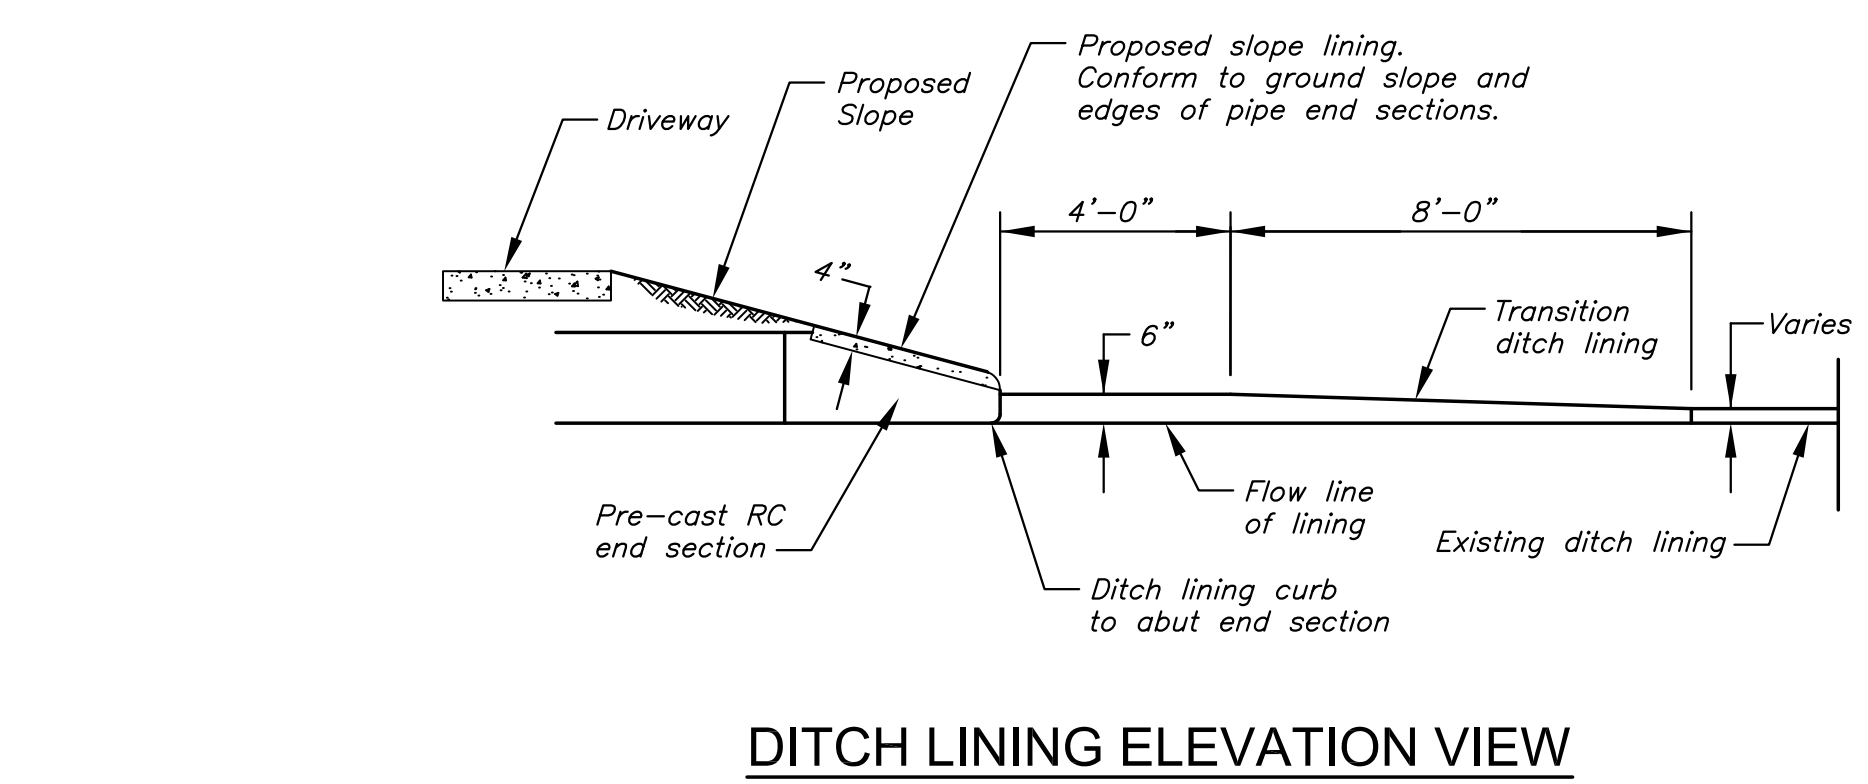 Proposed slope lining.
Conform to ground slope and
edges of pipe end sections.
Proposed
Slope
Driveway
4'-0"
8'-0"
4"
6"
Transition
ditch lining
Varies
Pre-cast RC
end section
Flow line
of lining
Existing ditch lining
Ditch lining curb
to abut end section
DITCH LINING ELEVATION VIEW